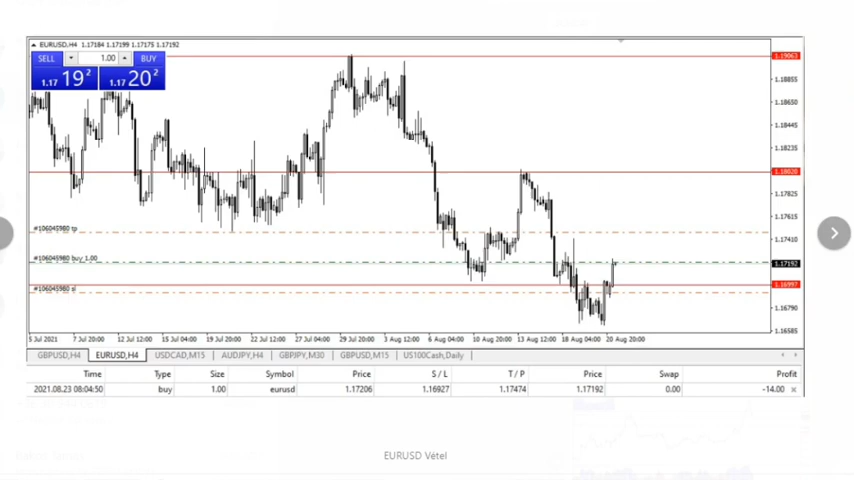 EURUSD,H4 1.17184 1.17199 1.17175 1.17192
SELL 1.00 BUY
1.17 19 2 1.17 20 2
1.19063
1.18855
1.18650
1.18445
1.18235
1.18028
1.17825
1.17615
#106045980 tp
1.17410
#106045980 buy 1.00
1.17192
1.16997
#106045980 sl
1.16790
1.16585
5 Jul 2021 7 Jul 20:00 12 Jul 12:00 15 Jul 04:00 19 Jul 20:00 22 Jul 12:00 27 Jul 04:00 29 Jul 20:00 3 Aug 12:00 6 Aug 04:00 10 Aug 20:00 13 Aug 12:00 18 Aug 04:00 20 Aug 20:00
GBPUSD,H4 EURUSD,H4 USDCAD,M15 AUDJPY,H4 GBPJPY,M30 GBPUSD,M15 US100Cash,Daily
Time Type Size Symbol Price S / L T / P Price Swap Profit
2021.08.23 08:04:50 buy 1.00 eurusd 1.17206 1.16927 1.17474 1.17192 0.00 -14.00 x
EURUSD Vétel